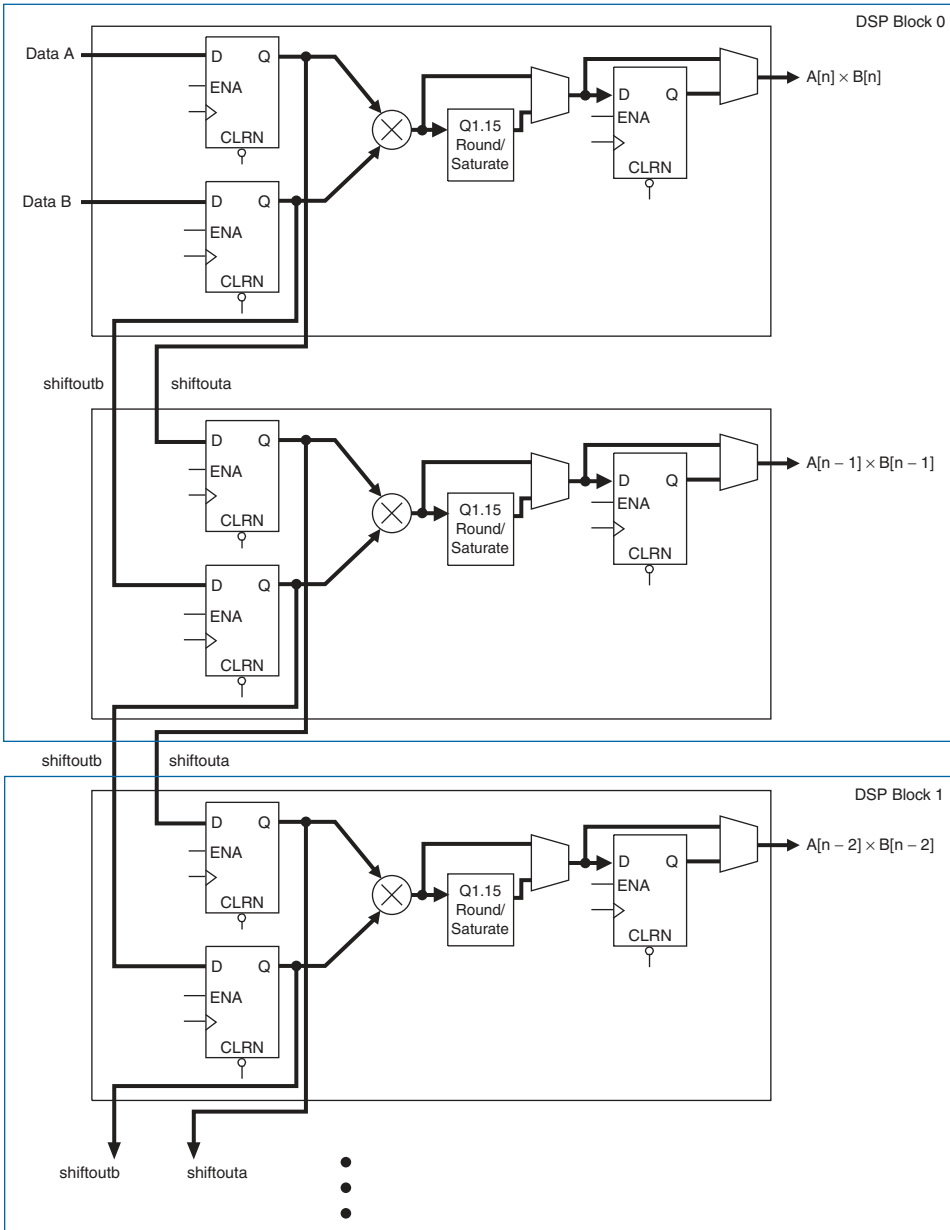 DSP Block 0
Data A
D Q
ENA
CLRN
Q1.15
Round/
Saturate
D Q
ENA
CLRN
A[n] × B[n]
Data B
D Q
ENA
CLRN
shiftoutb
shiftouta
D Q
ENA
CLRN
Q1.15
Round/
Saturate
D Q
ENA
CLRN
A[n – 1] × B[n – 1]
D Q
ENA
CLRN
shiftoutb
shiftouta
DSP Block 1
D Q
ENA
CLRN
Q1.15
Round/
Saturate
D Q
ENA
CLRN
A[n – 2] × B[n – 2]
D Q
ENA
CLRN
shiftoutb
shiftouta